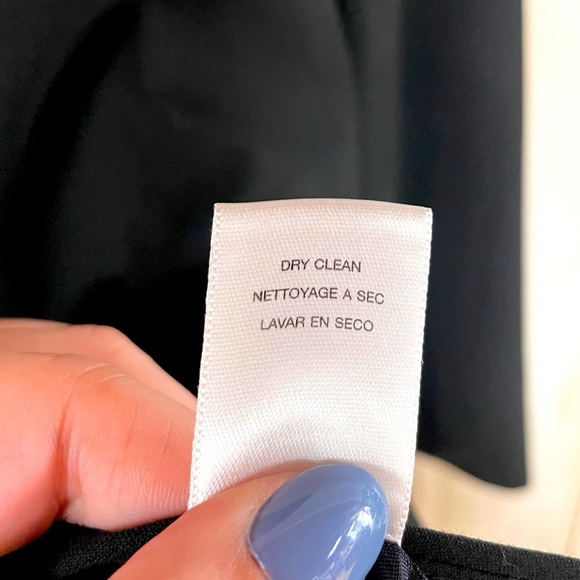 DRY CLEAN
NETTOYAGE A SEC
LAVAR EN SECO